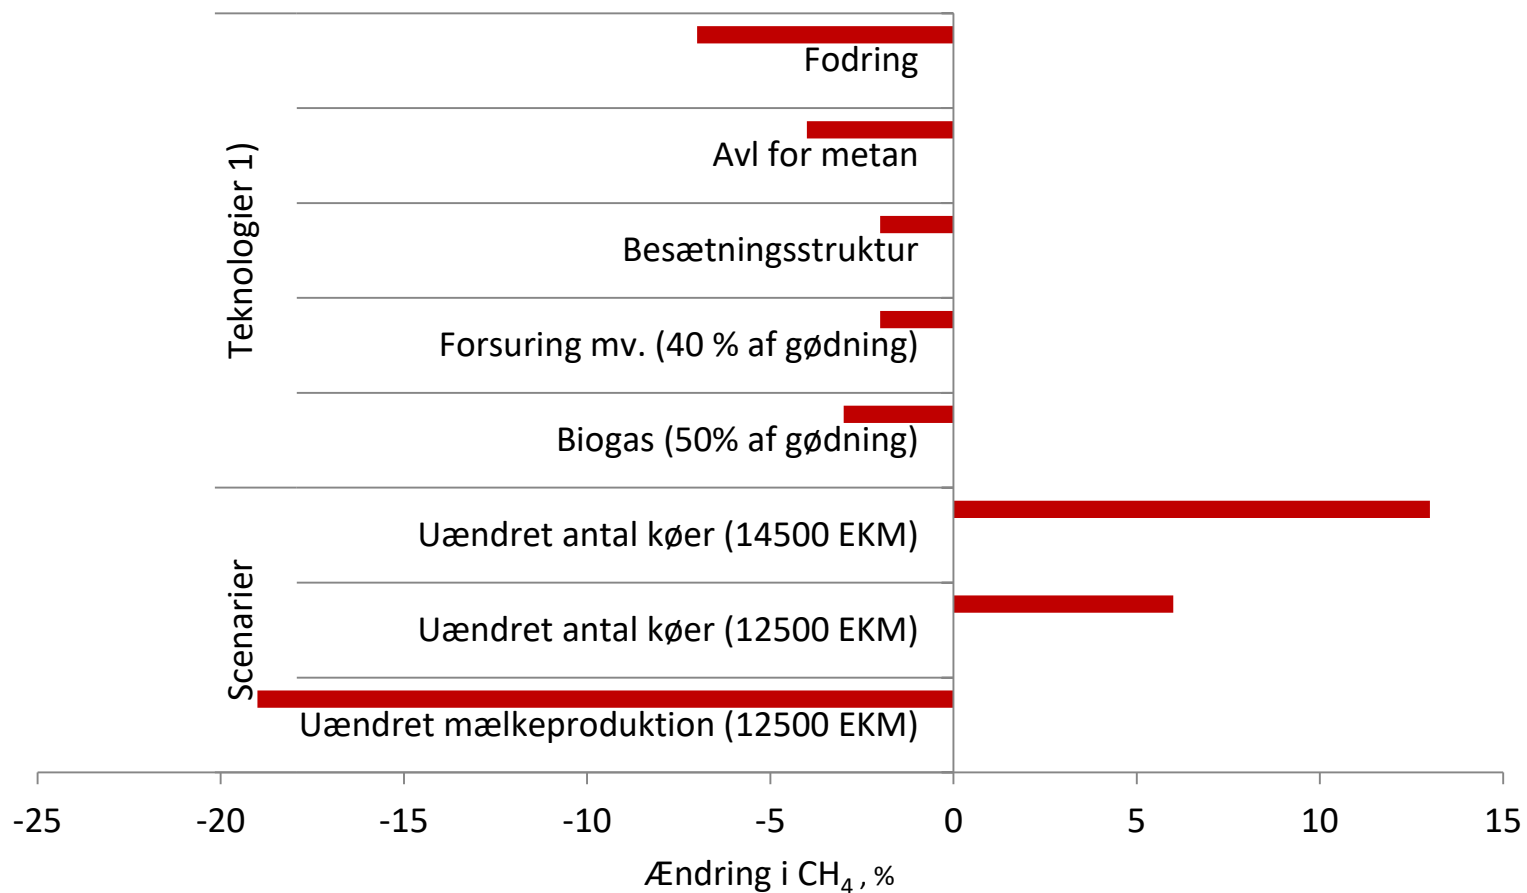 Teknologier 1)
Fodring
Avl for metan
Besætningsstruktur
Forsuring mv. (40 % af gødning)
Biogas (50% af gødning)
Scenarier
Uændret antal køer (14500 EKM)
Uændret antal køer (12500 EKM)
Uændret mælkeproduktion (12500 EKM)
-25 -20 -15 -10 -5 0 5 10 15
Ændring i CH₄ , %